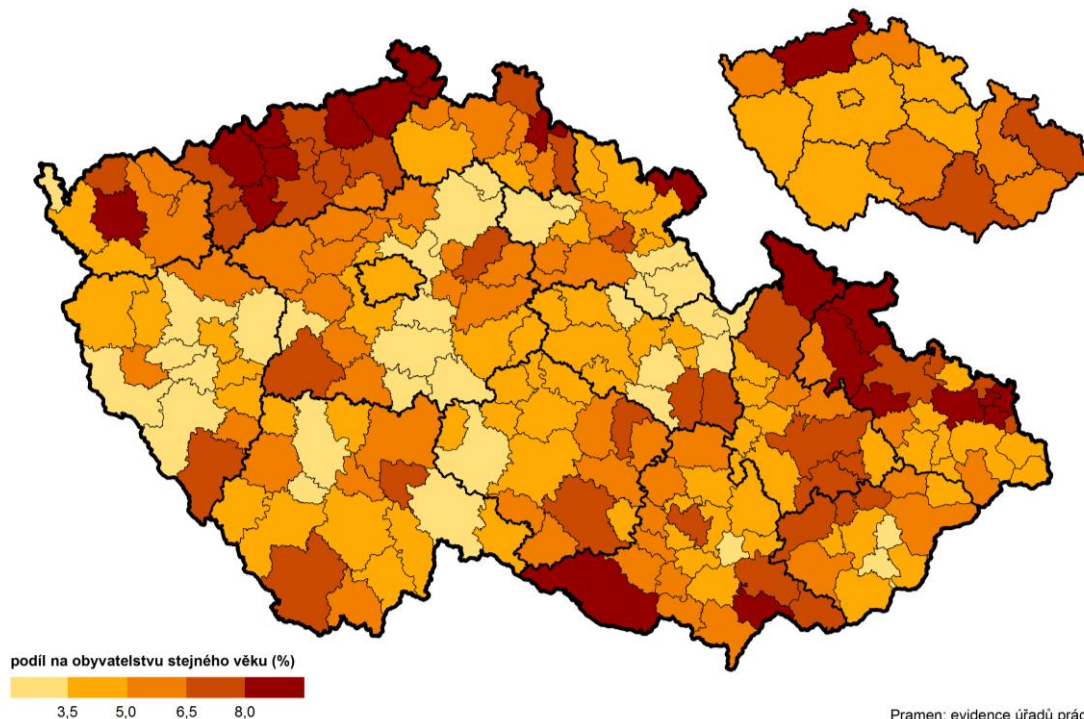 podíl na obyvatelstvu stejného věku (%)
3,5 5,0 6,5 8,0
Pramen: evidence úřadů prác